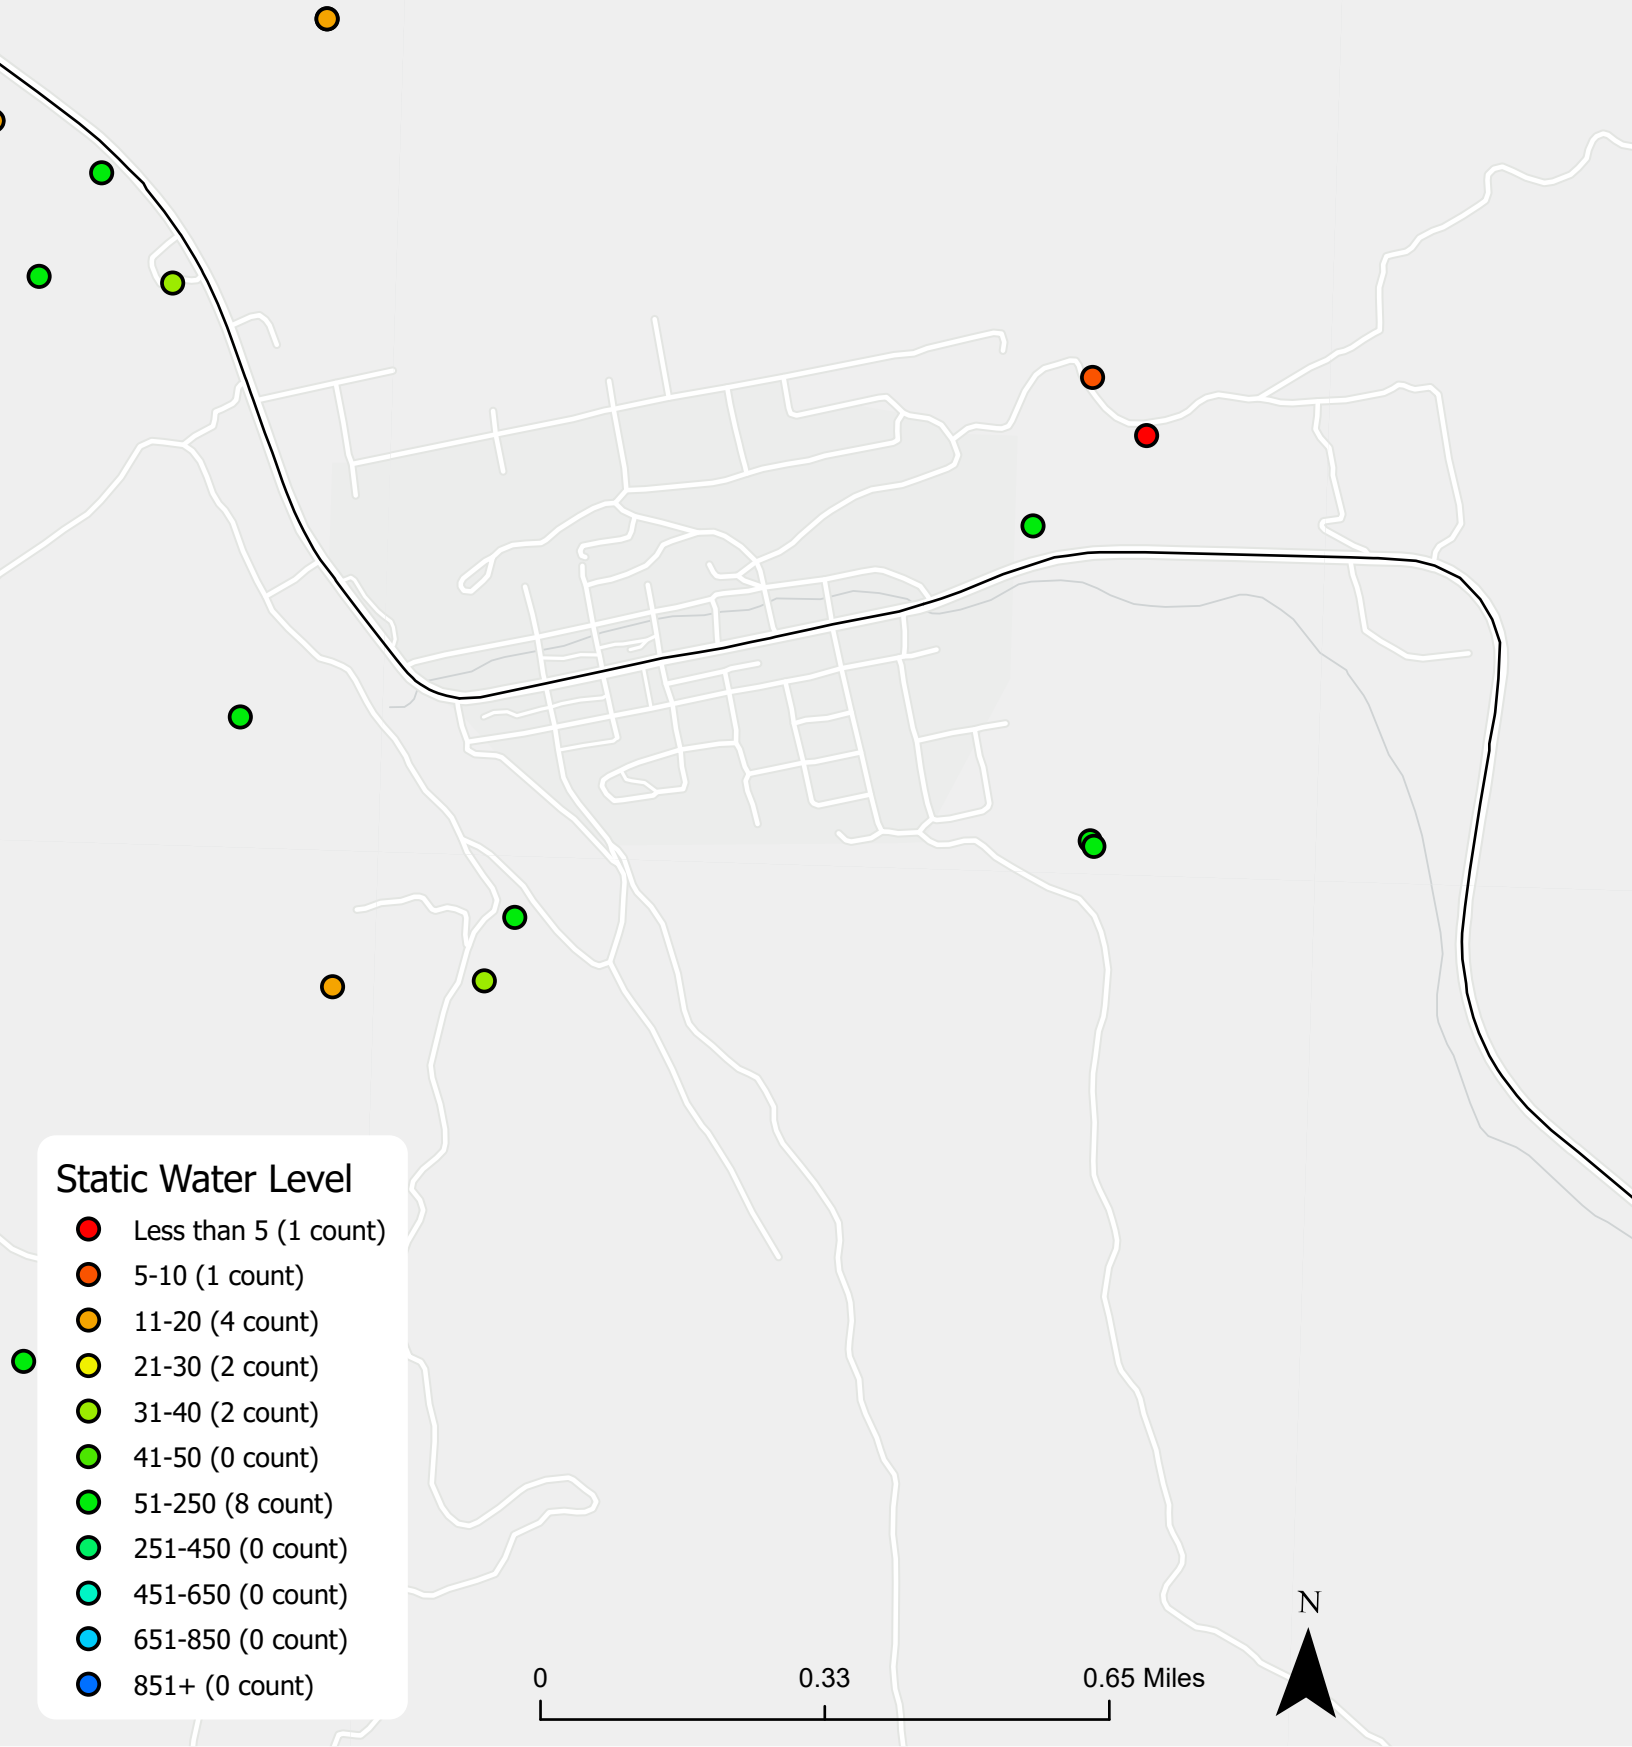 Static Water Level
Less than 5 (1 count)
5-10 (1 count)
11-20 (4 count)
21-30 (2 count)
31-40 (2 count)
41-50 (0 count)
51-250 (8 count)
251-450 (0 count)
451-650 (0 count)
651-850 (0 count)
851+ (0 count)
0 0.33 0.65 Miles
N